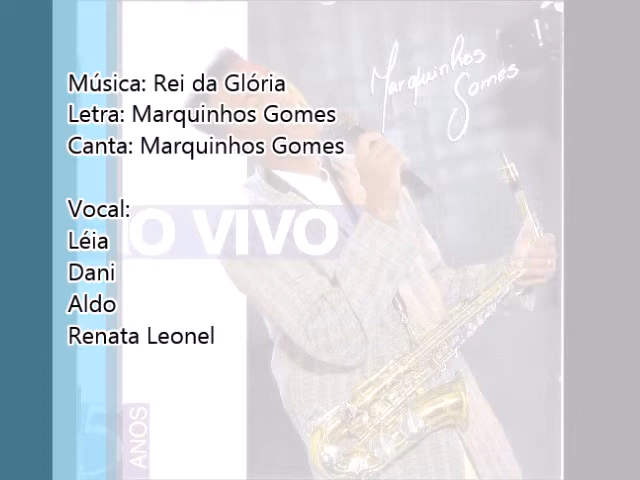 Marquinhos
Gomes
Música: Rei da Glória
Letra: Marquinhos Gomes
Canta: Marquinhos Gomes
Vocal:
Léia
Dani
Aldo
Renata Leonel
AO VIVO
ANOS